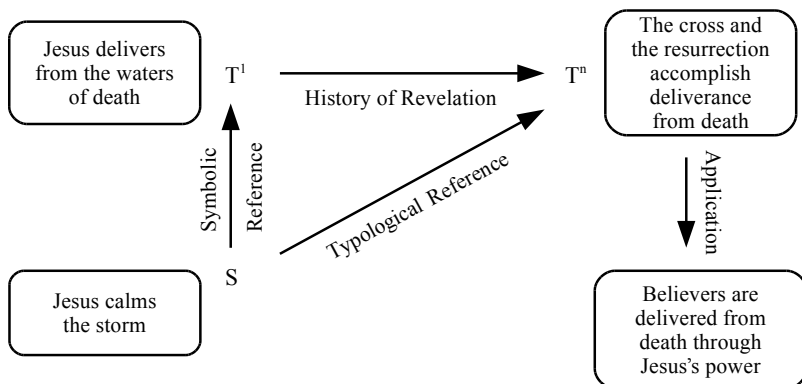 Jesus delivers
from the waters
of death
T1
History of Revelation
Tn
The cross and
the resurrection
accomplish
deliverance
from death
Symbolic
Reference
Typological Reference
Application
S
Jesus calms
the storm
Believers are
delivered from
death through
Jesus's power